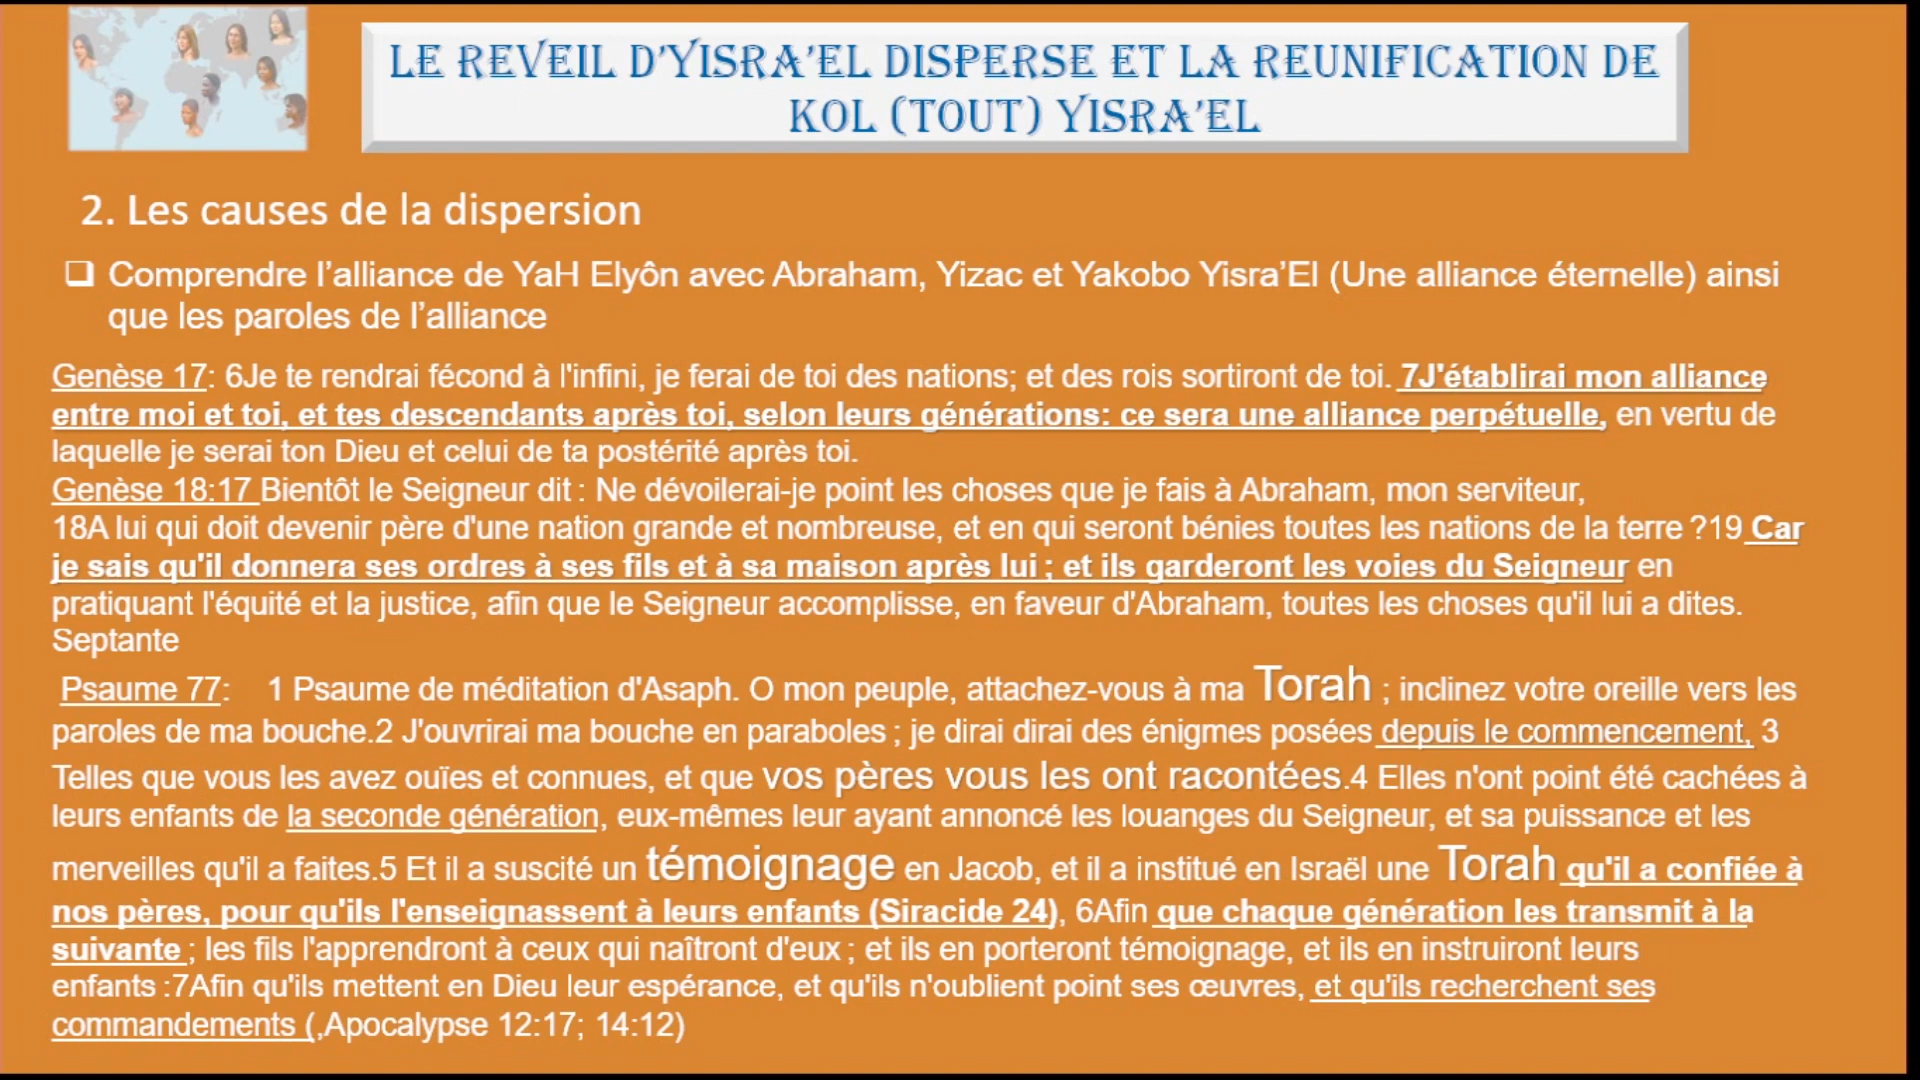 LE REVEIL D'YISRA'EL DISPERSE ET LA REUNIFICATION DE
KOL (TOUT) YISRA'EL
2. Les causes de la dispersion
❑ Comprendre l'alliance de YaH Elyôn avec Abraham, Yizac et Yakobo Yisra'El (Une alliance éternelle) ainsi
que les paroles de l'alliance
Genèse 17: 6Je te rendrai fécond à l'infini, je ferai de toi des nations; et des rois sortiront de toi. 7J'établirai mon alliance
entre moi et toi, et tes descendants après toi, selon leurs générations: ce sera une alliance perpétuelle, en vertu de
laquelle je serai ton Dieu et celui de ta postérité après toi.
Genèse 18:17 Bientôt le Seigneur dit : Ne dévoilerai-je point les choses que je fais à Abraham, mon serviteur,
18A lui qui doit devenir père d'une nation grande et nombreuse, et en qui seront bénies toutes les nations de la terre ?19 Car
je sais qu'il donnera ses ordres à ses fils et à sa maison après lui ; et ils garderont les voies du Seigneur en
pratiquant l'équité et la justice, afin que le Seigneur accomplisse, en faveur d'Abraham, toutes les choses qu'il lui a dites.
Septante
Psaume 77: 1 Psaume de méditation d'Asaph. O mon peuple, attachez-vous à ma Torah ; inclinez votre oreille vers les
paroles de ma bouche.2 J'ouvrirai ma bouche en paraboles ; je dirai dirai des énigmes posées depuis le commencement, 3
Telles que vous les avez ouïes et connues, et que vos pères vous les ont racontées.4 Elles n'ont point été cachées à
leurs enfants de la seconde génération, eux-mêmes leur ayant annoncé les louanges du Seigneur, et sa puissance et les
merveilles qu'il a faites.5 Et il a suscité un témoignage en Jacob, et il a institué en Israël une Torah qu'il a confiée à
nos pères, pour qu'ils l'enseignassent à leurs enfants (Siracide 24), 6Afin que chaque génération les transmit à la
suivante ; les fils l'apprendront à ceux qui naîtront d'eux ; et ils en porteront témoignage, et ils en instruiront leurs
enfants :7Afin qu'ils mettent en Dieu leur espérance, et qu'ils n'oublient point ses œuvres, et qu'ils recherchent ses
commandements (,Apocalypse 12:17; 14:12)